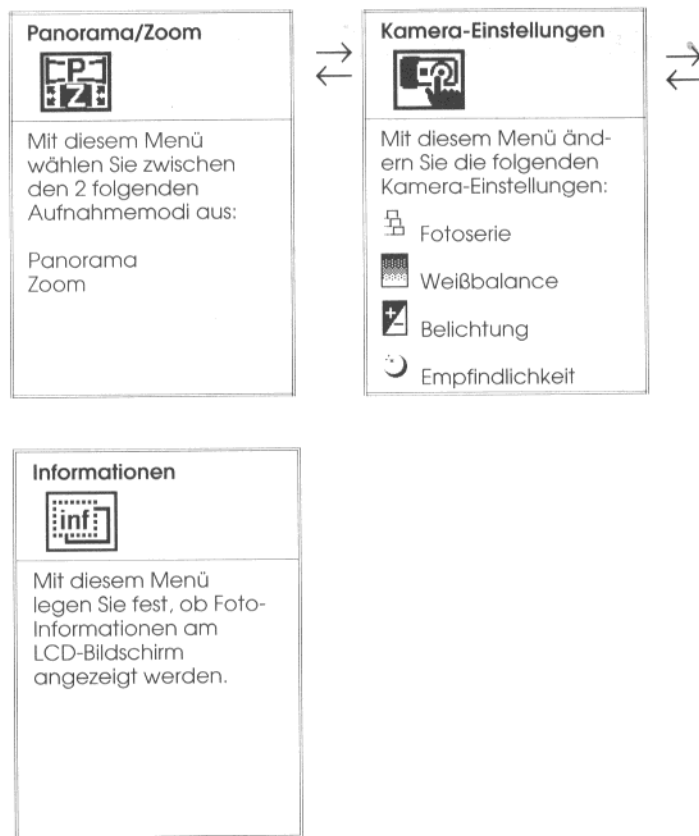 Panorama/Zoom
P
Z
Mit diesem Menü
wählen Sie zwischen
den 2 folgenden
Aufnahmemodi aus:
Panorama
Zoom
Kamera-Einstellungen
Mit diesem Menü änd-
ern Sie die folgenden
Kamera-Einstellungen:
Fotoserie
Weißbalance
Belichtung
Empfindlichkeit
Informationen
inf
Mit diesem Menü
legen Sie fest, ob Foto-
Informationen am
LCD-Bildschirm
angezeigt werden.